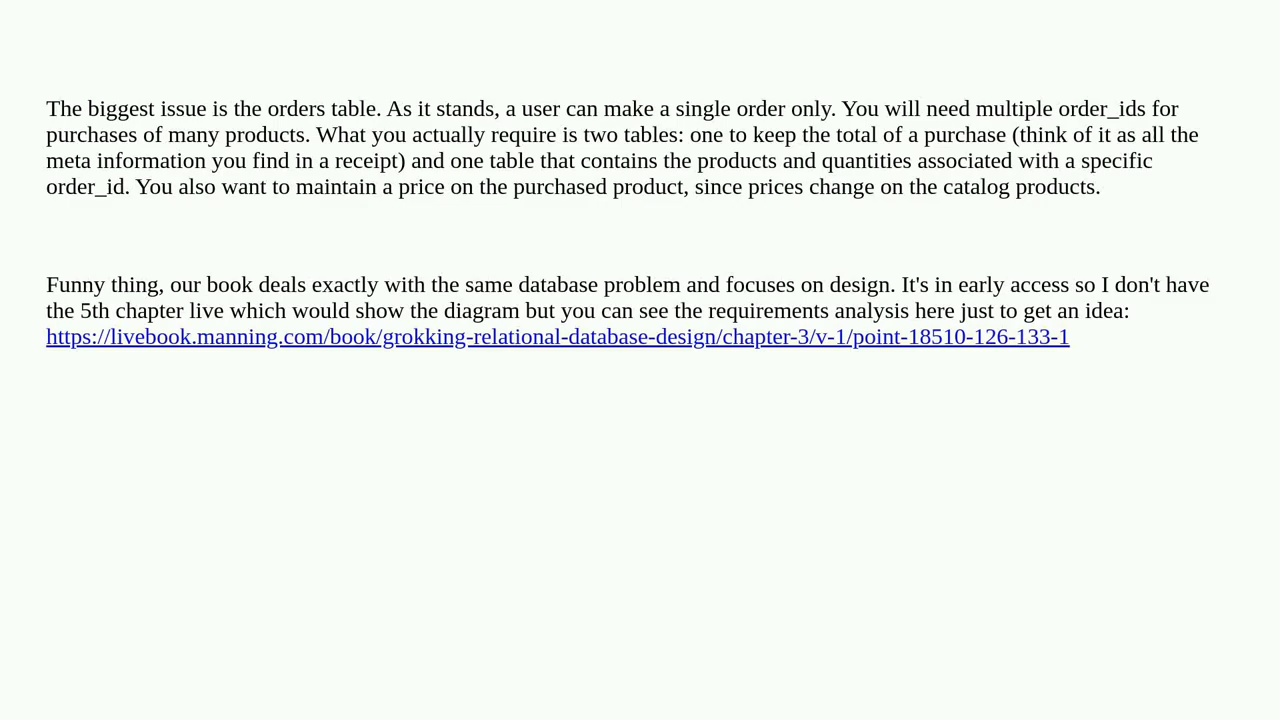 The biggest issue is the orders table. As it stands, a user can make a single order only. You will need multiple order_ids for
purchases of many products. What you actually require is two tables: one to keep the total of a purchase (think of it as all the
meta information you find in a receipt) and one table that contains the products and quantities associated with a specific
order_id. You also want to maintain a price on the purchased product, since prices change on the catalog products.
Funny thing, our book deals exactly with the same database problem and focuses on design. It's in early access so I don't have
the 5th chapter live which would show the diagram but you can see the requirements analysis here just to get an idea:
https://livebook.manning.com/book/grokking-relational-database-design/chapter-3/v-1/point-18510-126-133-1